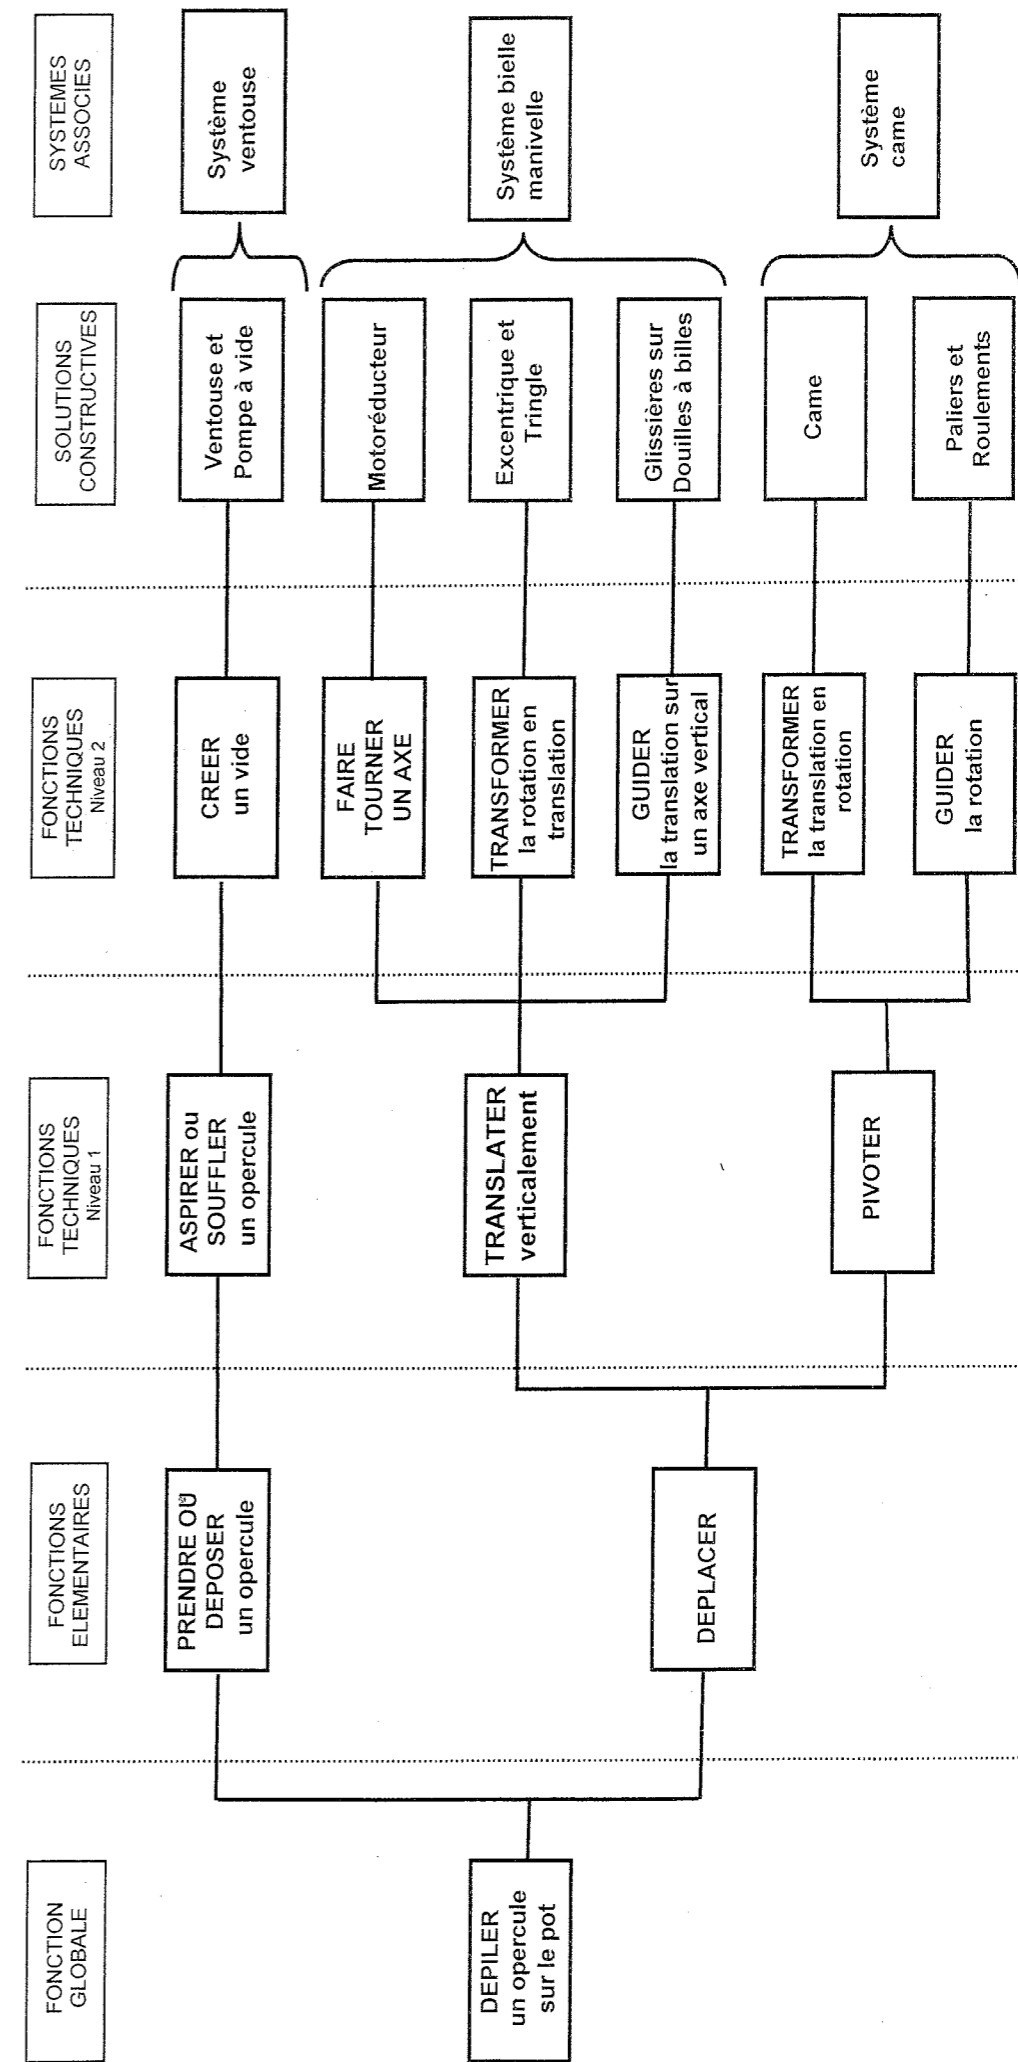 FONCTION
GLOBALE
FONCTIONS
ELEMENTAIRES
FONCTIONS
TECHNIQUES
Niveau 1
FONCTIONS
TECHNIQUES
Niveau 2
SOLUTIONS
CONSTRUCTIVES
SYSTEMES
ASSOCIES
DEPILER
un opercule
sur le pot
PRENDRE OU
DEPOSER
un opercule
DEPLACER
ASPIRER ou
SOUFFLER
un opercule
TRANSLATER
verticalement
PIVOTER
CREER
un vide
FAIRE
TOURNER
UN AXE
TRANSFORMER
la rotation en
translation
GUIDER
la translation sur
un axe vertical
TRANSFORMER
la translation en
rotation
GUIDER
la rotation
Ventouse et
Pompe à vide
Motoréducteur
Excentrique et
Tringle
Glissières sur
Douilles à billes
Came
Paliers et
Roulements
Système
ventouse
Système bielle
manivelle
Système
came